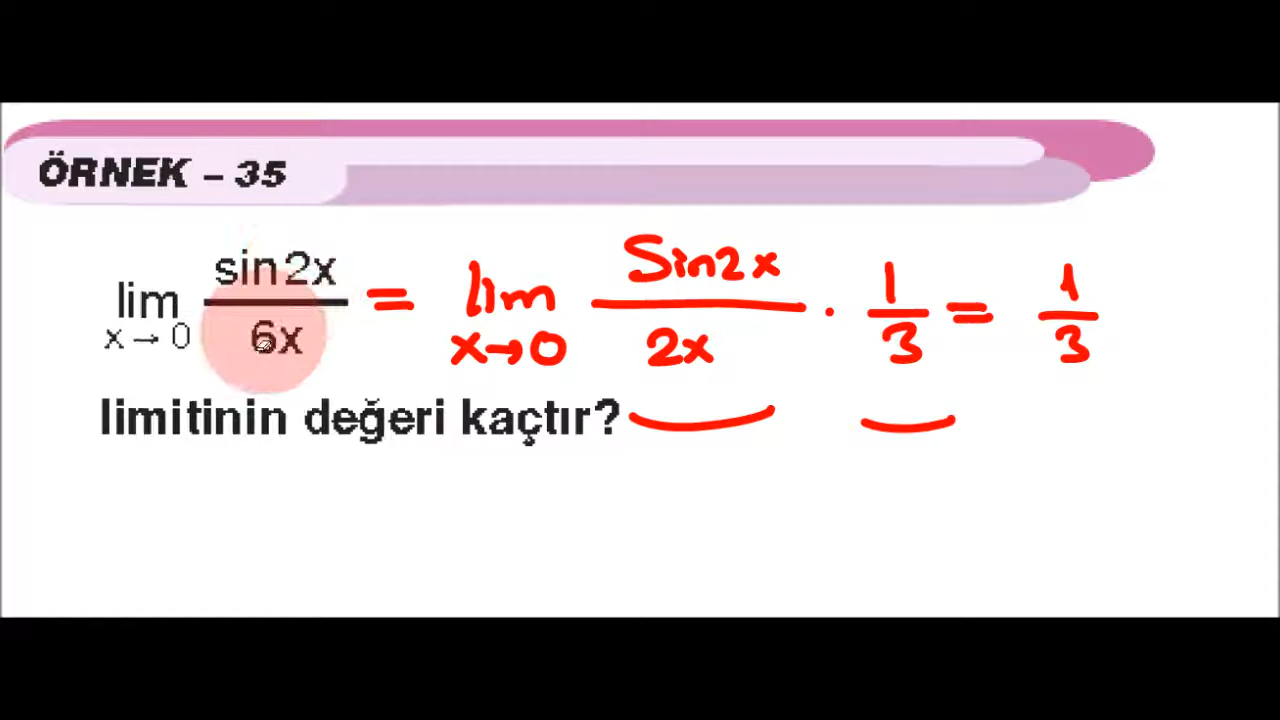 ÖRNEK – 35
lim x→0 sin2x / 6x = lim x→0 Sin2x / 2x · 1/3 = 1/3
limitinin değeri kaçtır?